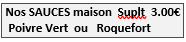 Nos SAUCES maison Suplt 3.00€
Poivre Vert ou Roquefort